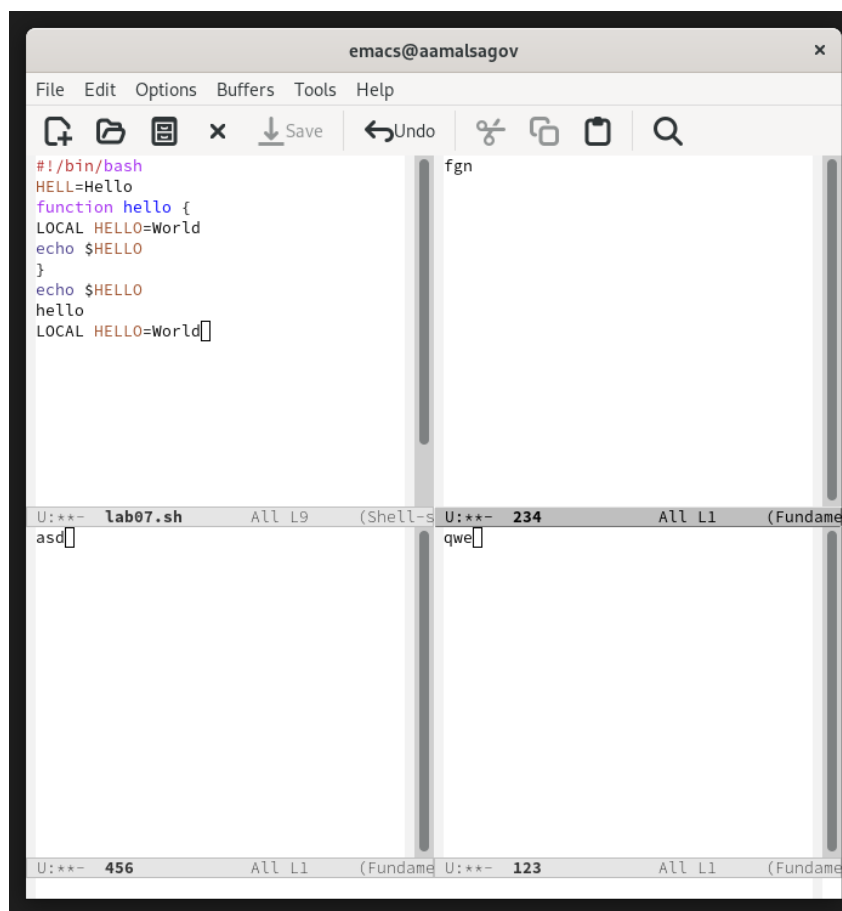 emacs@aamalsagov ×
File Edit Options Buffers Tools Help
Save Undo
#!/bin/bash
HELL=Hello
function hello {
LOCAL HELLO=World
echo $HELLO
}
echo $HELLO
hello
LOCAL HELLO=World
U:**- lab07.sh All L9 (Shell-s
fgn
U:**- 234 All L1 (Fundame
asd
U:**- 456 All L1 (Fundame
qwe
U:**- 123 All L1 (Fundame